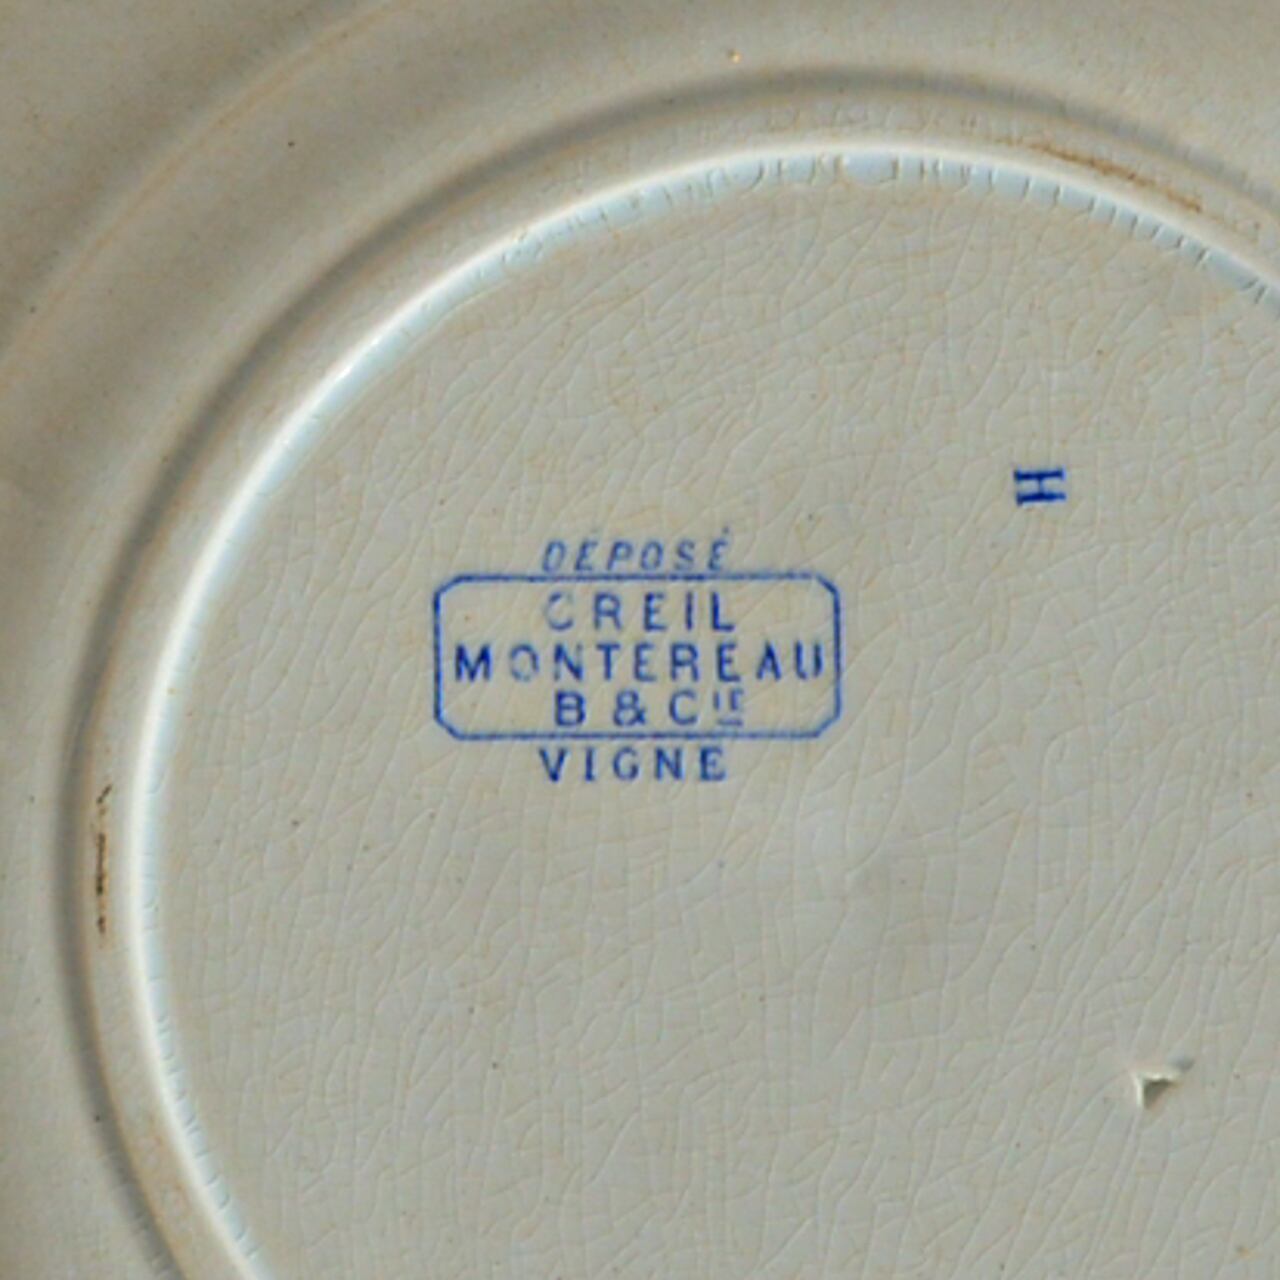 H
DÉPOSÉ
CREIL
MONTEREAU
B & CIE
VIGNE